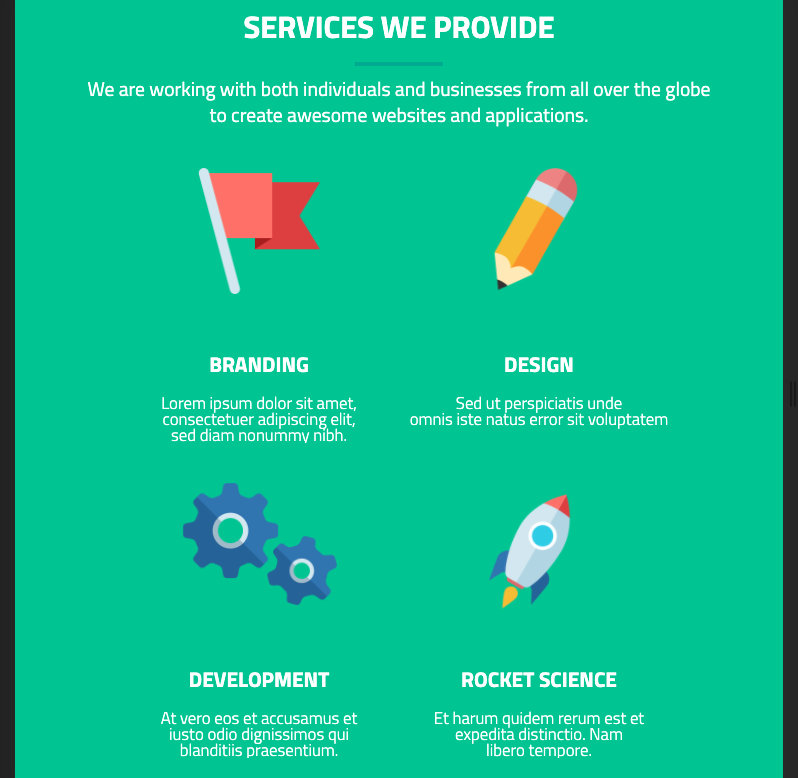 SERVICES WE PROVIDE
We are working with both individuals and businesses from all over the globe
to create awesome websites and applications.
BRANDING
Lorem ipsum dolor sit amet,
consectetuer adipiscing elit,
sed diam nonummy nibh.
DESIGN
Sed ut perspiciatis unde
omnis iste natus error sit voluptatem
DEVELOPMENT
At vero eos et accusamus et
iusto odio dignissimos qui
blanditiis praesentium.
ROCKET SCIENCE
Et harum quidem rerum est et
expedita distinctio. Nam
libero tempore.